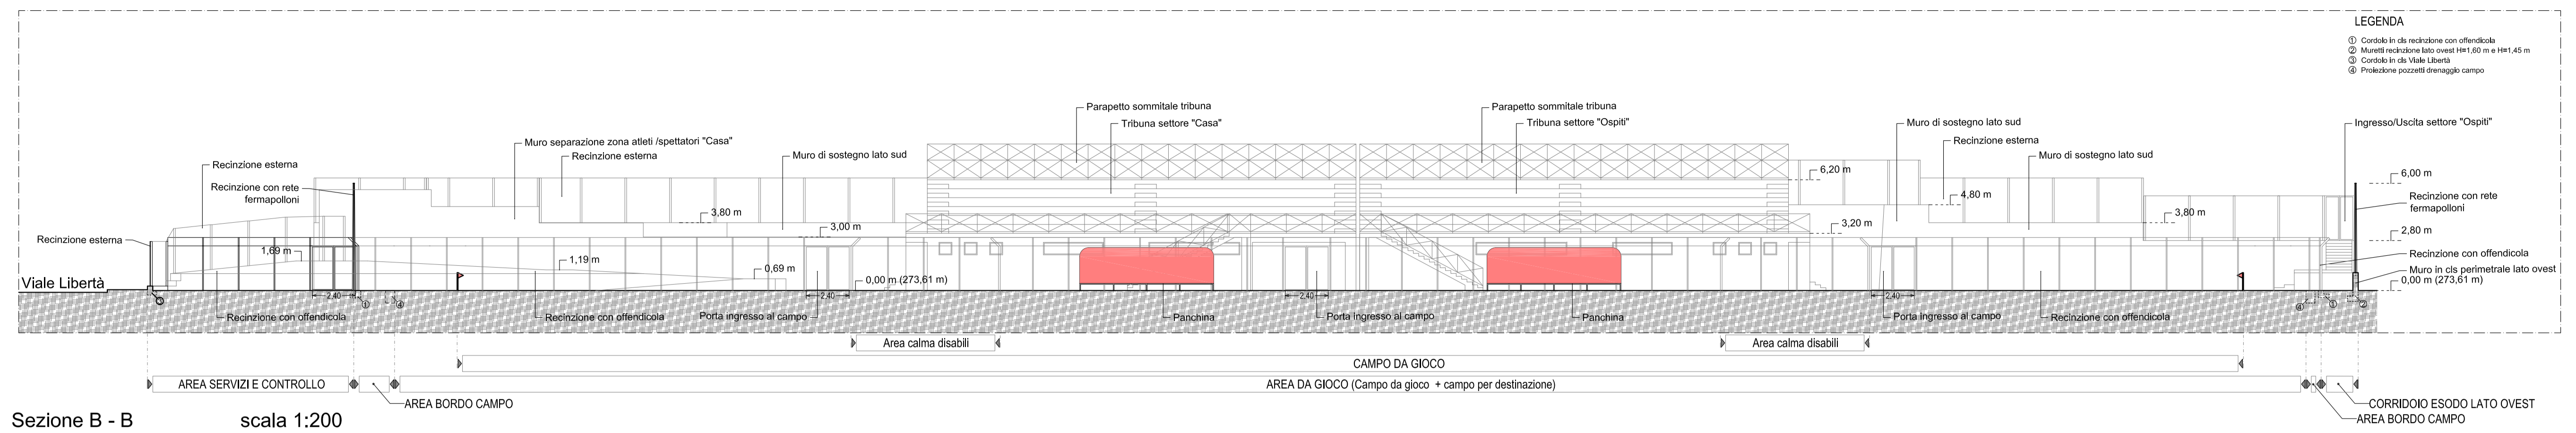 LEGENDA
① Cordolo in cls recinzione con offendicola
② Muretti recinzione lato ovest H=1,60 m e H=1,45 m
③ Cordolo in cls Viale Libertà
④ Proiezione pozzetti drenaggio campo
Parapetto sommitale tribuna
Parapetto sommitale tribuna
Tribuna settore "Casa"
Tribuna settore "Ospiti"
Muro di sostegno lato sud
Ingresso/Uscita settore "Ospiti"
Muro separazione zona atleti /spettatori "Casa"
Recinzione esterna
Recinzione esterna
Muro di sostegno lato sud
Muro di sostegno lato sud
Recinzione esterna
6,20 m
6,00 m
Recinzione con rete
fermapolloni
4,80 m
Recinzione con rete
fermapolloni
3,80 m
3,80 m
3,00 m
3,20 m
2,80 m
Recinzione esterna
1,69 m
1,19 m
0,69 m
Recinzione con offendicola
Muro in cls perimetrale lato ovest
0,00 m (273,61 m)
0,00 m (273,61 m)
Viale Libertà
2,40
2,40
2,40
2,40
③
①
④
④
①
②
Recinzione con offendicola
Recinzione con offendicola
Porta ingresso al campo
Panchina
Porta ingresso al campo
Panchina
Porta ingresso al campo
Recinzione con offendicola
Area calma disabili
Area calma disabili
CAMPO DA GIOCO
AREA SERVIZI E CONTROLLO
AREA DA GIOCO (Campo da gioco + campo per destinazione)
AREA BORDO CAMPO
CORRIDOIO ESODO LATO OVEST
AREA BORDO CAMPO
Sezione B - B scala 1:200